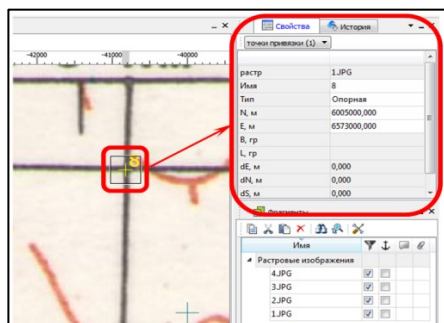 Свойства
История
точки привязки (1)
-42000
-41000
-40000
растр 1.JPG
Имя 8
Тип Опорная
N, м 6005000,000
E, м 6573000,000
B, гр
L, гр
dE, м 0,000
dN, м 0,000
dS, м 0,000
8
Фрагменты
Имя
Растровые изображения
4.JPG
3.JPG
2.JPG
1.JPG